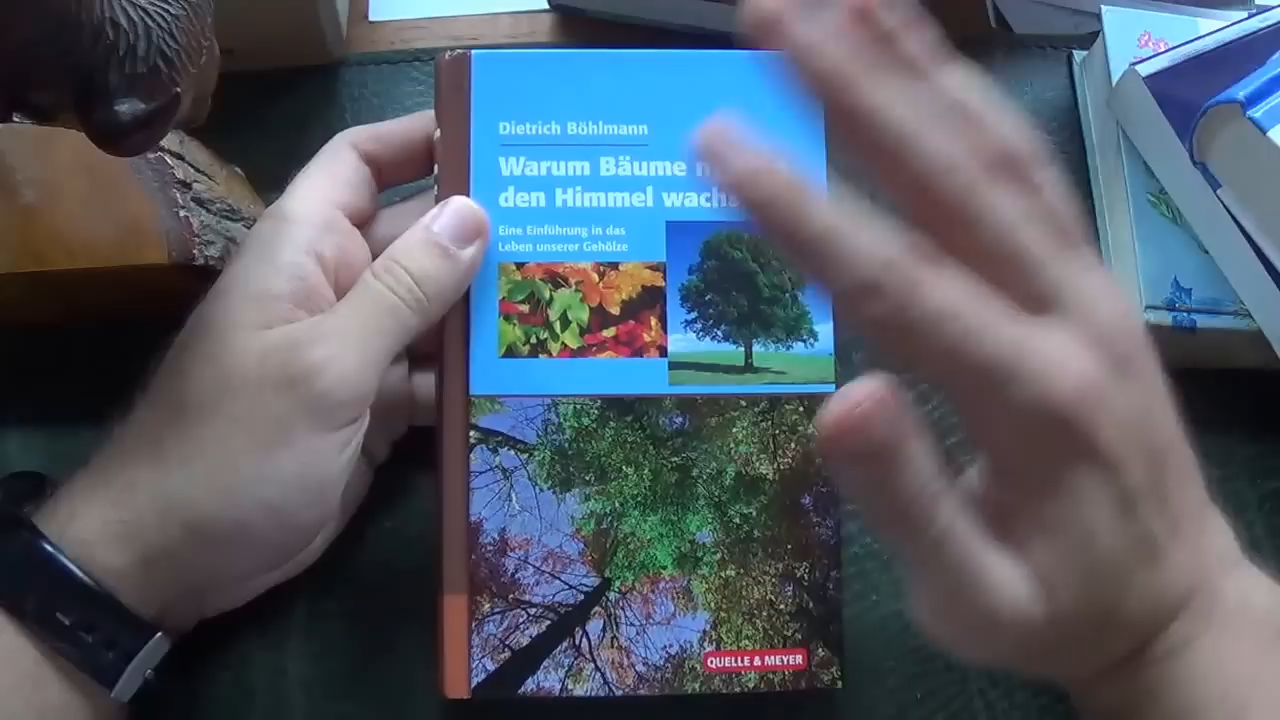 Dietrich Böhlmann
Warum Bäume
den Himmel
Eine Einführung in das
Leben unserer Gehölze
QUELLE & MEYER